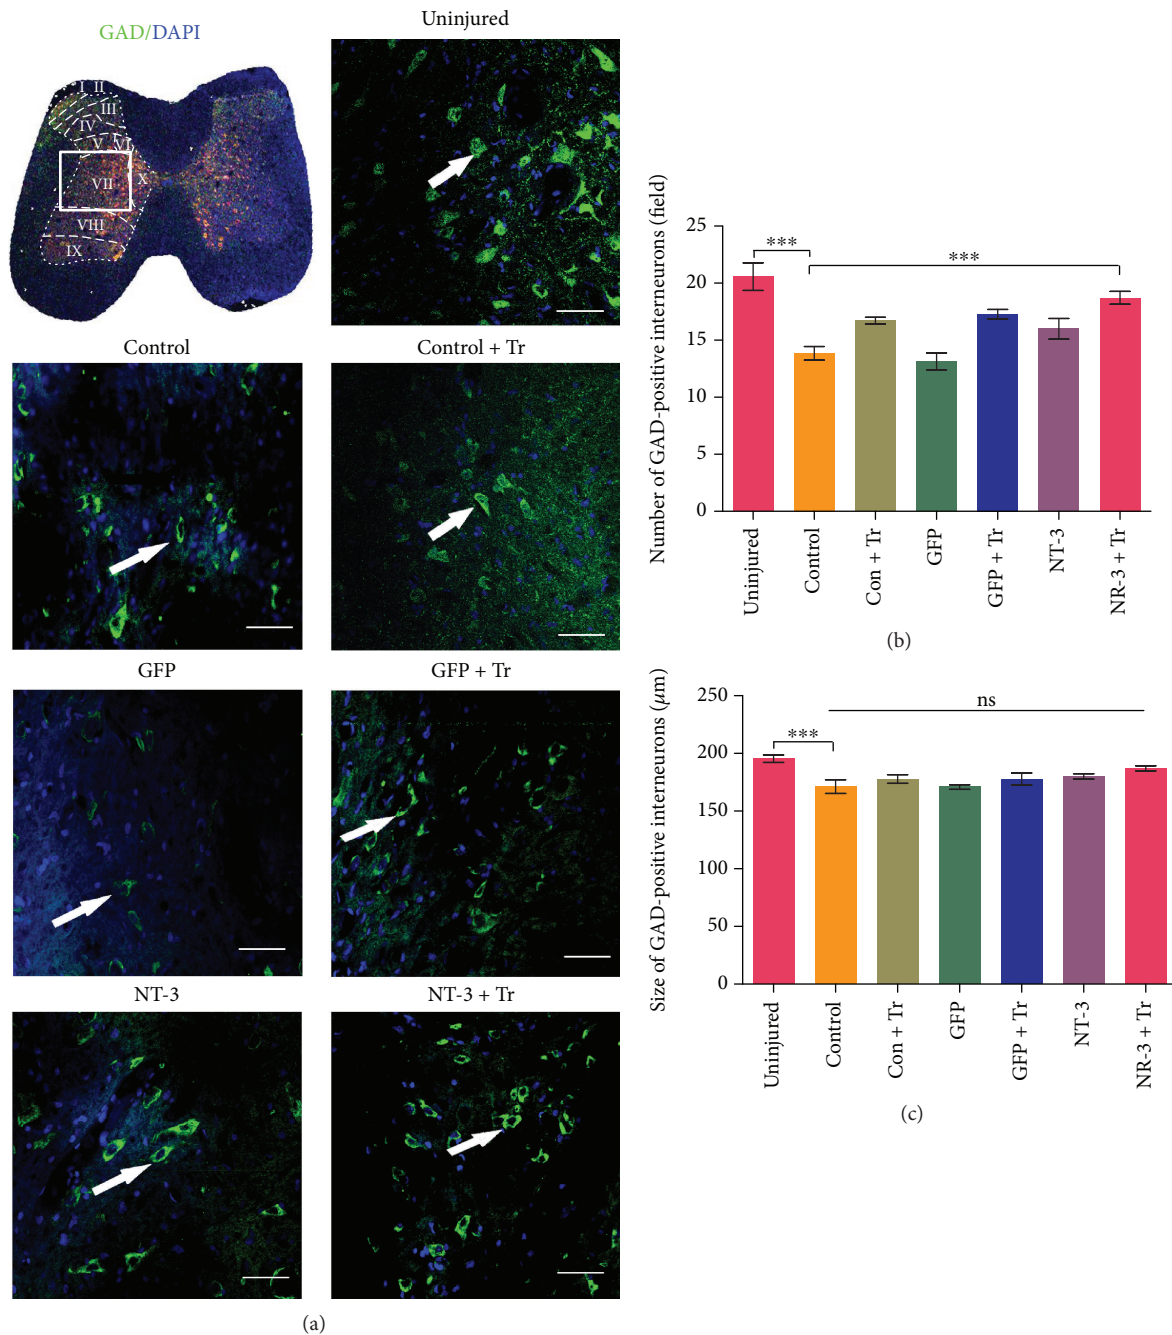 GAD/DAPI
I II
III
IV
V VI
VII X
VIII
IX
Uninjured
Control
Control + Tr
GFP
GFP + Tr
NT-3
NT-3 + Tr
(a)
Number of GAD-positive interneurons (field)
25
20
15
10
5
0
***
***
Uninjured
Control
Con + Tr
GFP
GFP + Tr
NT-3
NR-3 + Tr
(b)
Size of GAD-positive interneurons (μm)
250
200
150
100
50
0
***
ns
Uninjured
Control
Con + Tr
GFP
GFP + Tr
NT-3
NR-3 + Tr
(c)